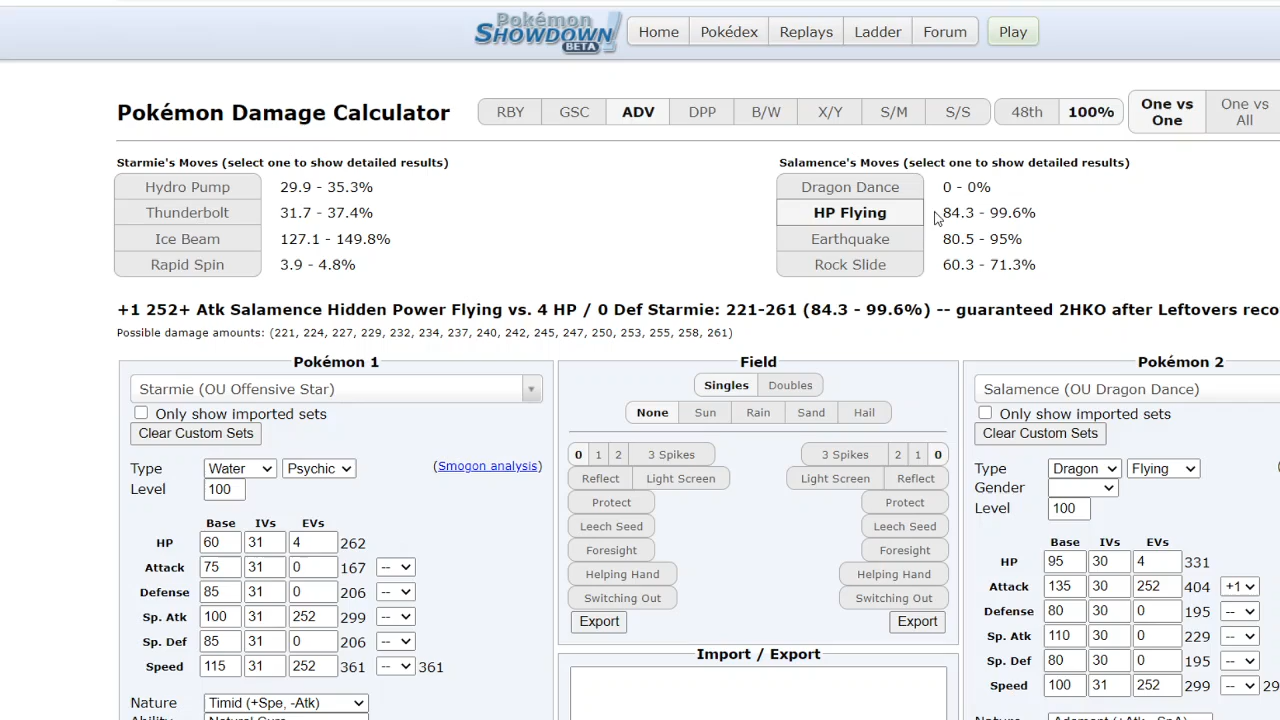 Pokémon
SHOWDOWN!
BETA
Home Pokédex Replays Ladder Forum Play
Pokémon Damage Calculator RBY GSC ADV DPP B/W X/Y S/M S/S 48th 100% One vs One One vs All
Starmie's Moves (select one to show detailed results) Salamence's Moves (select one to show detailed results)
Hydro Pump 29.9 - 35.3% Dragon Dance 0 - 0%
Thunderbolt 31.7 - 37.4% HP Flying 84.3 - 99.6%
Ice Beam 127.1 - 149.8% Earthquake 80.5 - 95%
Rapid Spin 3.9 - 4.8% Rock Slide 60.3 - 71.3%
+1 252+ Atk Salamence Hidden Power Flying vs. 4 HP / 0 Def Starmie: 221-261 (84.3 - 99.6%) -- guaranteed 2HKO after Leftovers reco
Possible damage amounts: (221, 224, 227, 229, 232, 234, 237, 240, 242, 245, 247, 250, 253, 255, 258, 261)
Pokémon 1
Starmie (OU Offensive Star)
Only show imported sets
Clear Custom Sets
Type Water Psychic (Smogon analysis)
Level 100
Base IVs EVs
HP 60 31 4 262
Attack 75 31 0 167 --
Defense 85 31 0 206 --
Sp. Atk 100 31 252 299 --
Sp. Def 85 31 0 206 --
Speed 115 31 252 361 -- 361
Nature Timid (+Spe, -Atk)
Field
Singles Doubles
None Sun Rain Sand Hail
0 1 2 3 Spikes 3 Spikes 2 1 0
Reflect Light Screen Light Screen Reflect
Protect Protect
Leech Seed Leech Seed
Foresight Foresight
Helping Hand Helping Hand
Switching Out Switching Out
Export Export
Import / Export
Pokémon 2
Salamence (OU Dragon Dance)
Only show imported sets
Clear Custom Sets
Type Dragon Flying (
Gender
Level 100
Base IVs EVs
HP 95 30 4 331
Attack 135 30 252 404 +1
Defense 80 30 0 195 --
Sp. Atk 110 30 0 229 --
Sp. Def 80 30 0 195 --
Speed 100 31 252 299 -- 29